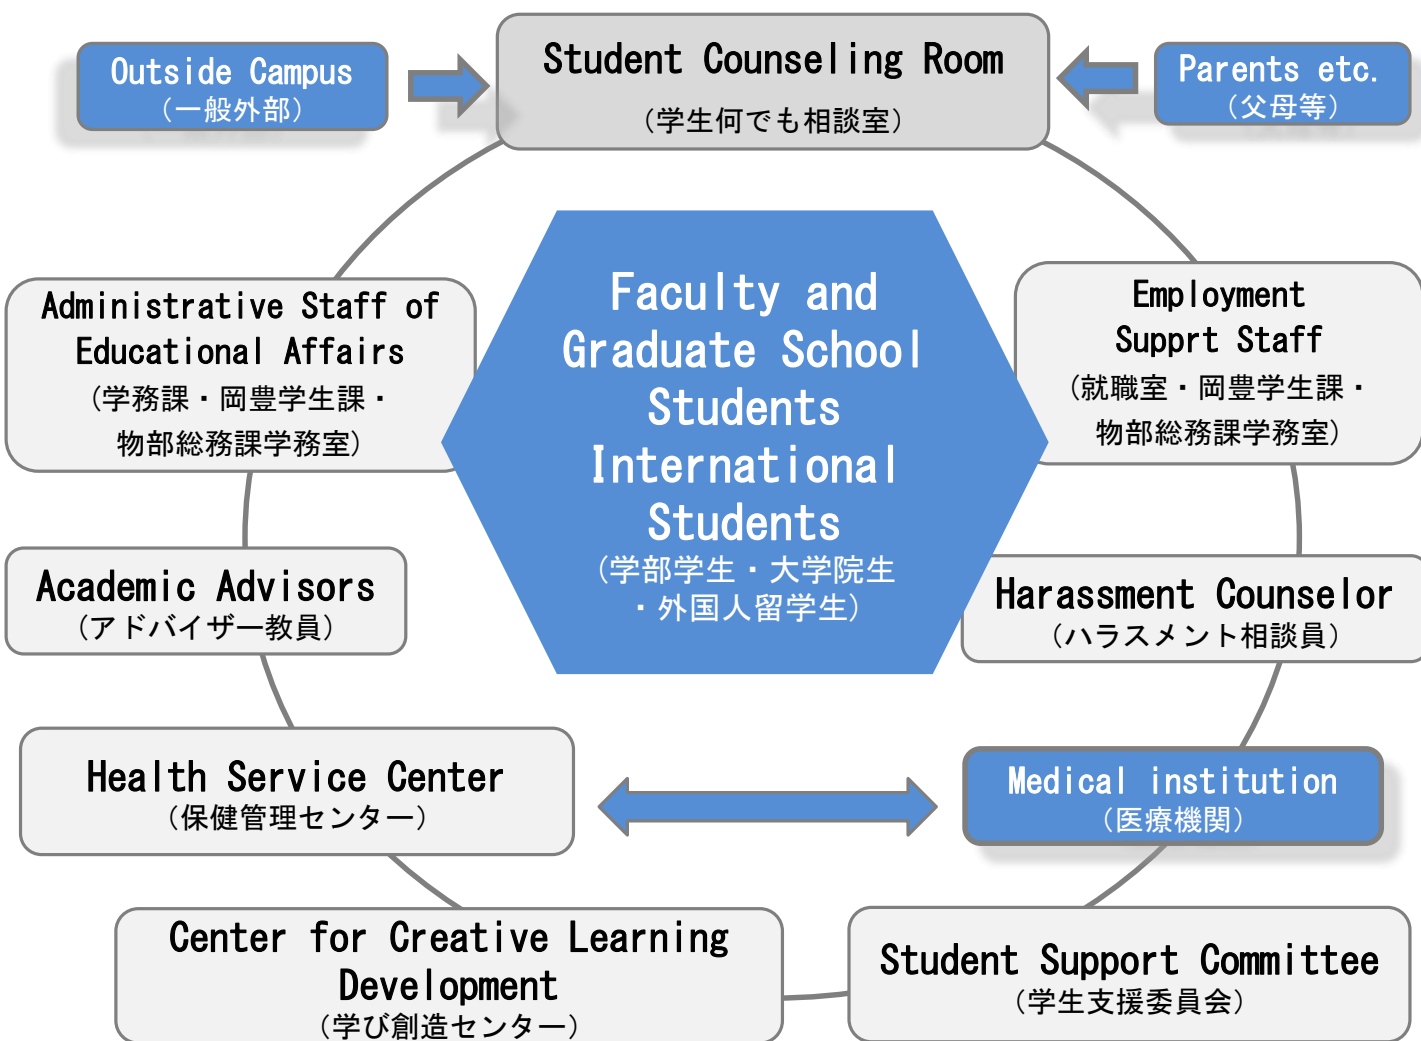 Student Counseling Room
(学生何でも相談室)
Outside Campus
(一般外部)
Parents etc.
(父母等)
Faculty and
Graduate School
Students
International
Students
(学部学生・大学院生
・外国人留学生)
Administrative Staff of
Educational Affairs
(学務課・岡豊学生課・
物部総務課学務室)
Employment
Supprt Staff
(就職室・岡豊学生課・
物部総務課学務室)
Academic Advisors
(アドバイザー教員)
Harassment Counselor
(ハラスメント相談員)
Health Service Center
(保健管理センター)
Medical institution
(医療機関)
Center for Creative Learning
Development
(学び創造センター)
Student Support Committee
(学生支援委員会)